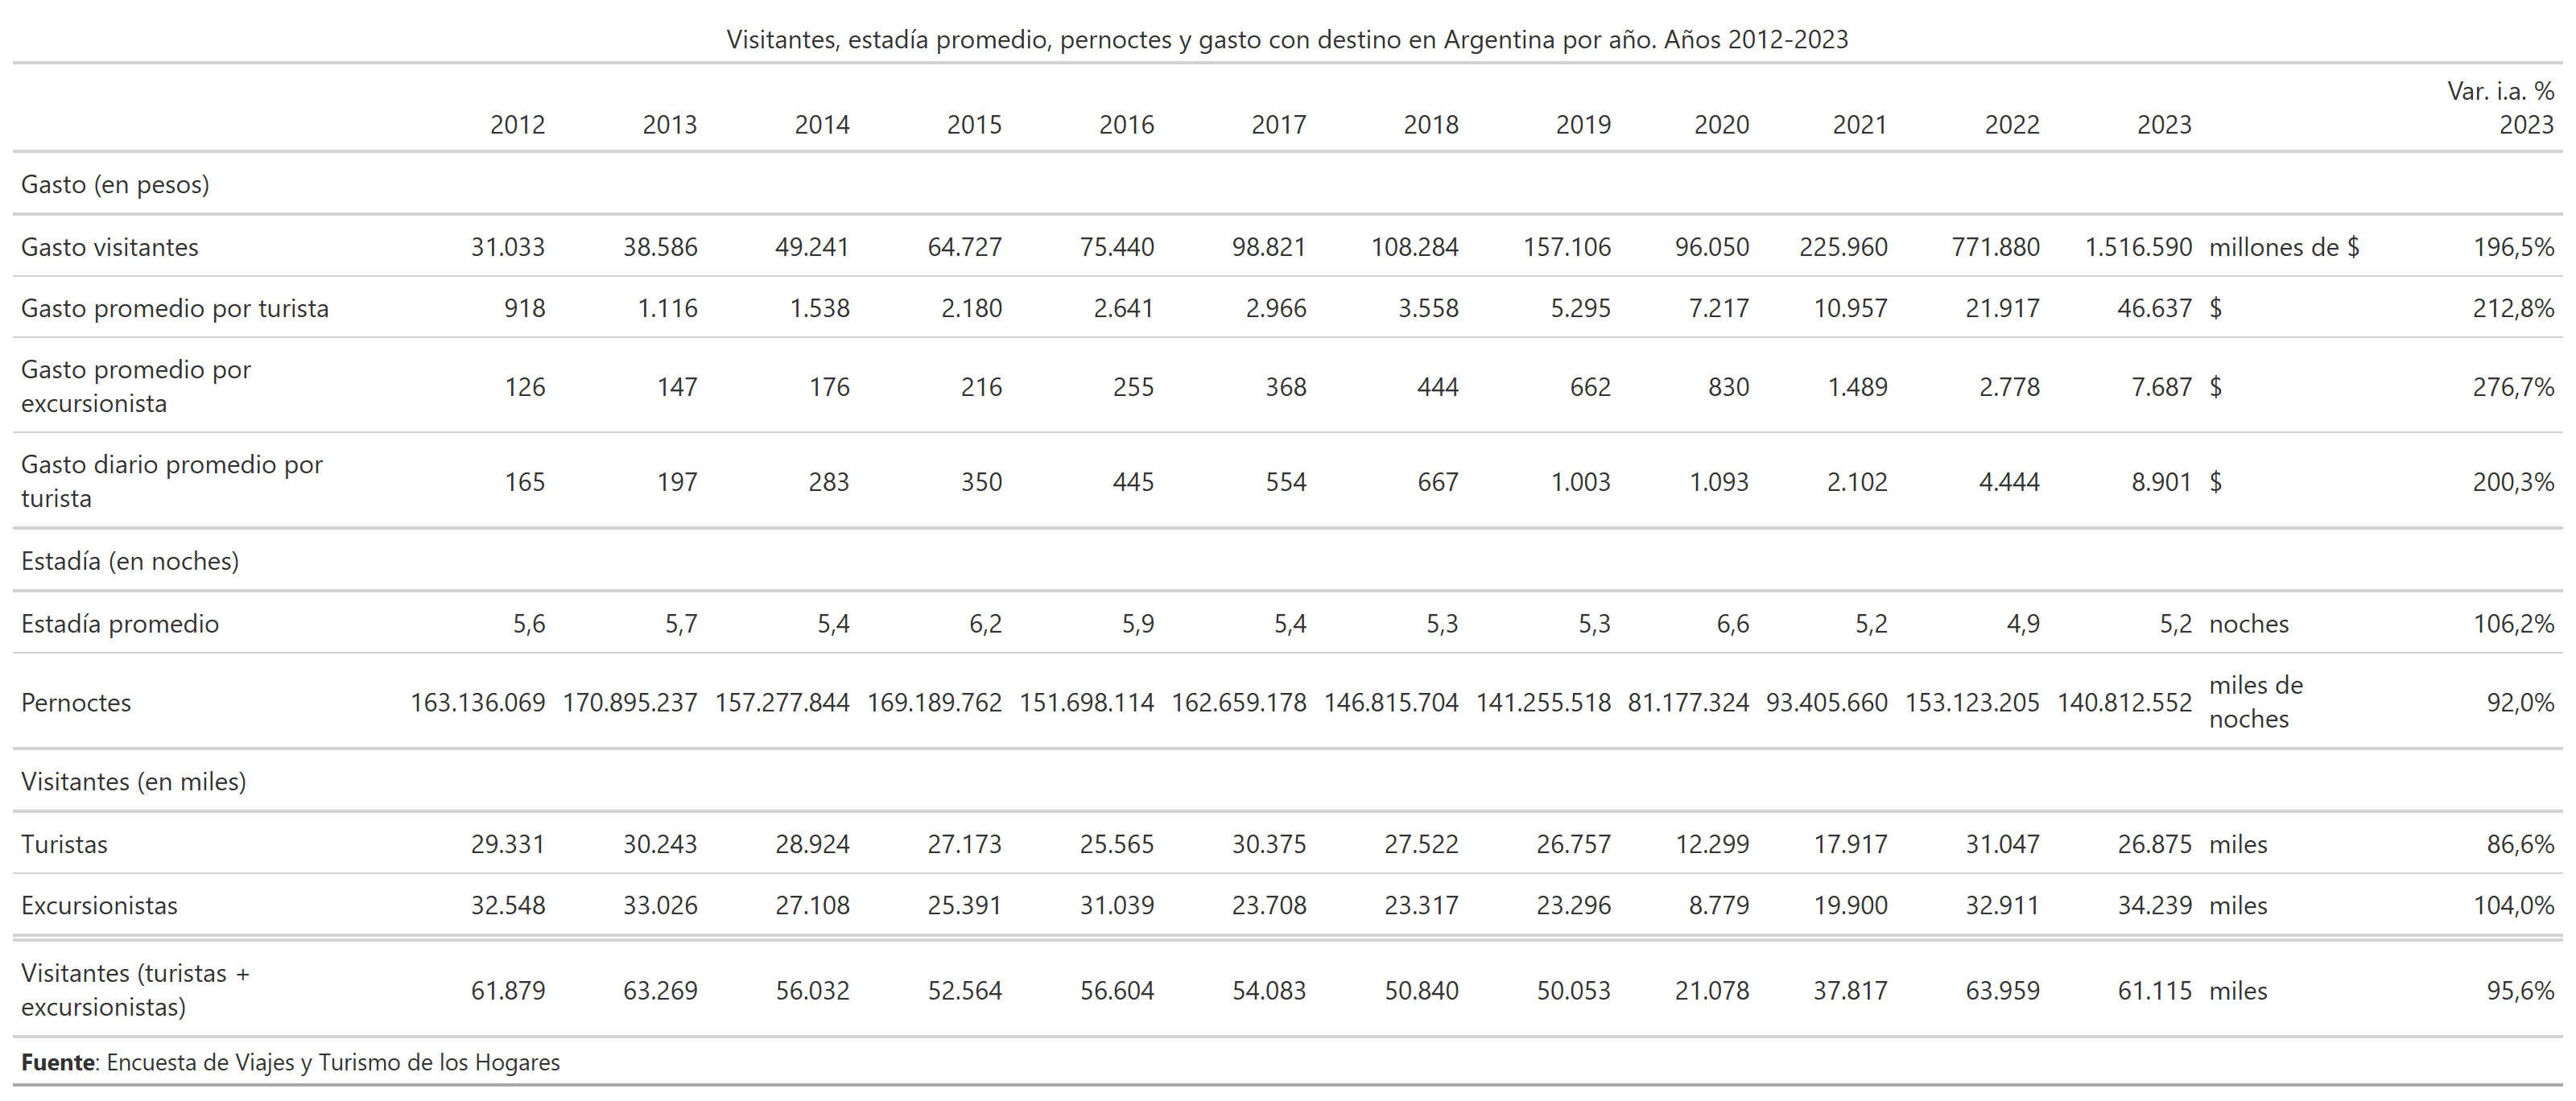 Visitantes, estadía promedio, pernoctes y gasto con destino en Argentina por año. Años 2012-2023
Var. i.a. %
2012 2013 2014 2015 2016 2017 2018 2019 2020 2021 2022 2023 2023
Gasto (en pesos)
Gasto visitantes 31.033 38.586 49.241 64.727 75.440 98.821 108.284 157.106 96.050 225.960 771.880 1.516.590 millones de $ 196,5%
Gasto promedio por turista 918 1.116 1.538 2.180 2.641 2.966 3.558 5.295 7.217 10.957 21.917 46.637 $ 212,8%
Gasto promedio por
excursionista 126 147 176 216 255 368 444 662 830 1.489 2.778 7.687 $ 276,7%
Gasto diario promedio por
turista 165 197 283 350 445 554 667 1.003 1.093 2.102 4.444 8.901 $ 200,3%
Estadía (en noches)
Estadía promedio 5,6 5,7 5,4 6,2 5,9 5,4 5,3 5,3 6,6 5,2 4,9 5,2 noches 106,2%
Pernoctes 163.136.069 170.895.237 157.277.844 169.189.762 151.698.114 162.659.178 146.815.704 141.255.518 81.177.324 93.405.660 153.123.205 140.812.552 miles de
noches 92,0%
Visitantes (en miles)
Turistas 29.331 30.243 28.924 27.173 25.565 30.375 27.522 26.757 12.299 17.917 31.047 26.875 miles 86,6%
Excursionistas 32.548 33.026 27.108 25.391 31.039 23.708 23.317 23.296 8.779 19.900 32.911 34.239 miles 104,0%
Visitantes (turistas +
excursionistas) 61.879 63.269 56.032 52.564 56.604 54.083 50.840 50.053 21.078 37.817 63.959 61.115 miles 95,6%
Fuente: Encuesta de Viajes y Turismo de los Hogares